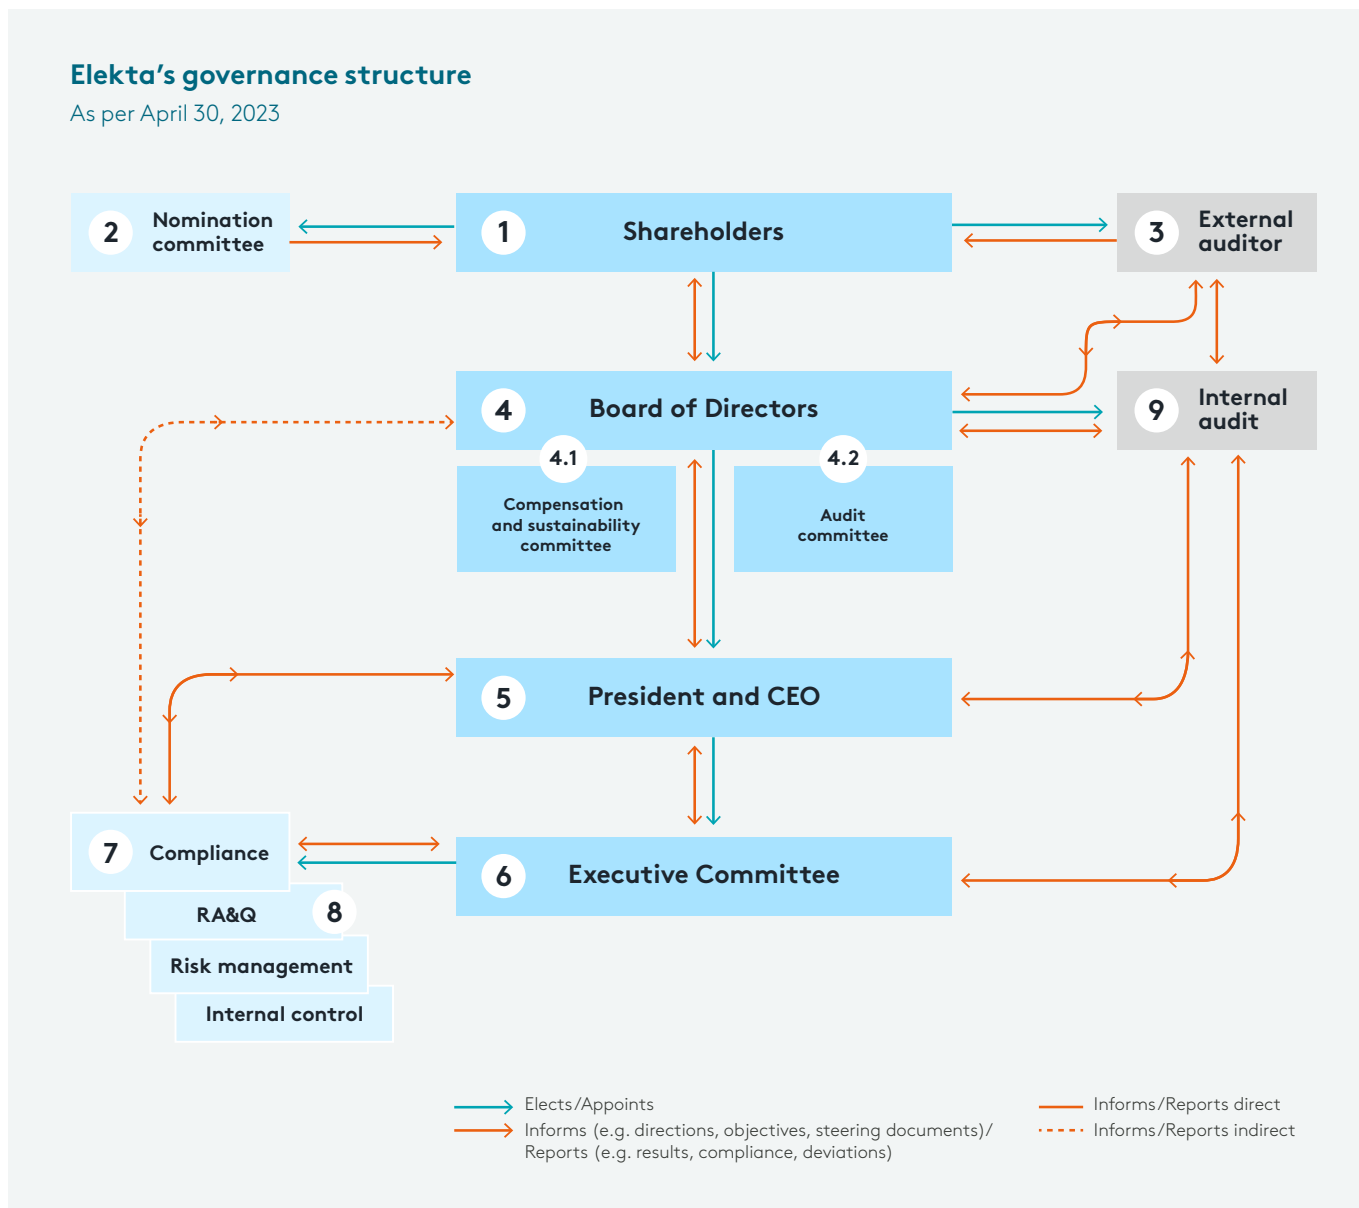 Elekta’s governance structure
As per April 30, 2023
2
Nomination
committee
1
Shareholders
3
External
auditor
4
Board of Directors
9
Internal
audit
4.1
Compensation
and sustainability
committee
4.2
Audit
committee
5
President and CEO
7
Compliance
6
Executive Committee
RA&Q
8
Risk management
Internal control
Elects/Appoints
Informs (e.g. directions, objectives, steering documents)/
Reports (e.g. results, compliance, deviations)
Informs/Reports direct
Informs/Reports indirect